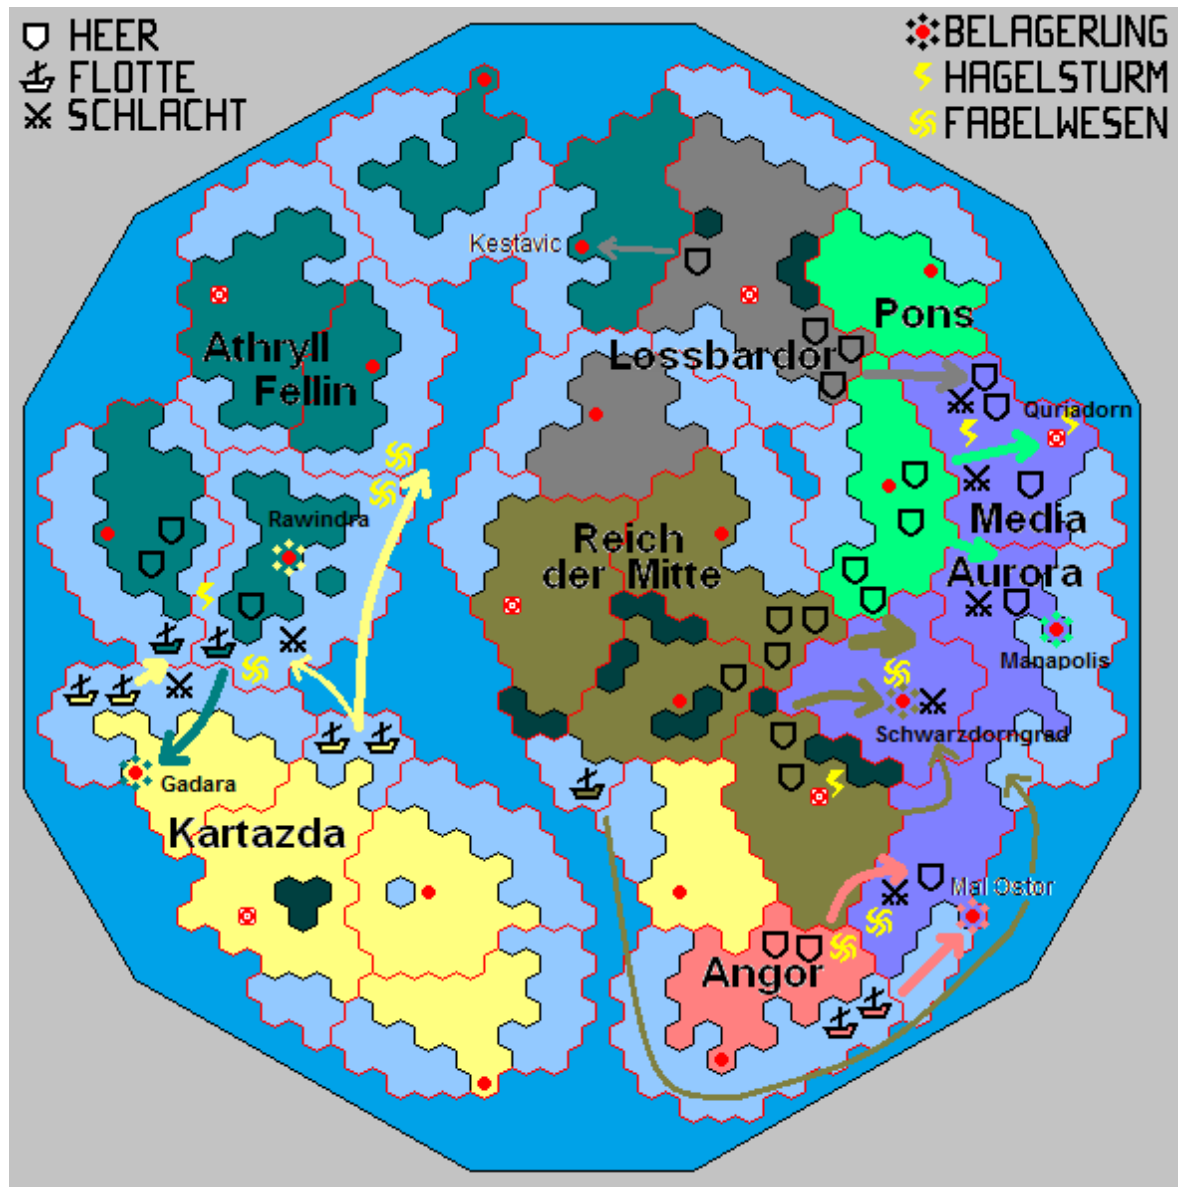 HEER
FLOTTE
SCHLACHT
BELAGERUNG
HAGELSTURM
FABELWESEN
Kestavic
Pons
Athryll
Fellin
Lossbardor
Quriadorn
Rawindra
Reich
der Mitte
Media
Aurora
Manapolis
Schwarzdorngrad
Gadara
Kartazda
Mal Ostor
Angor